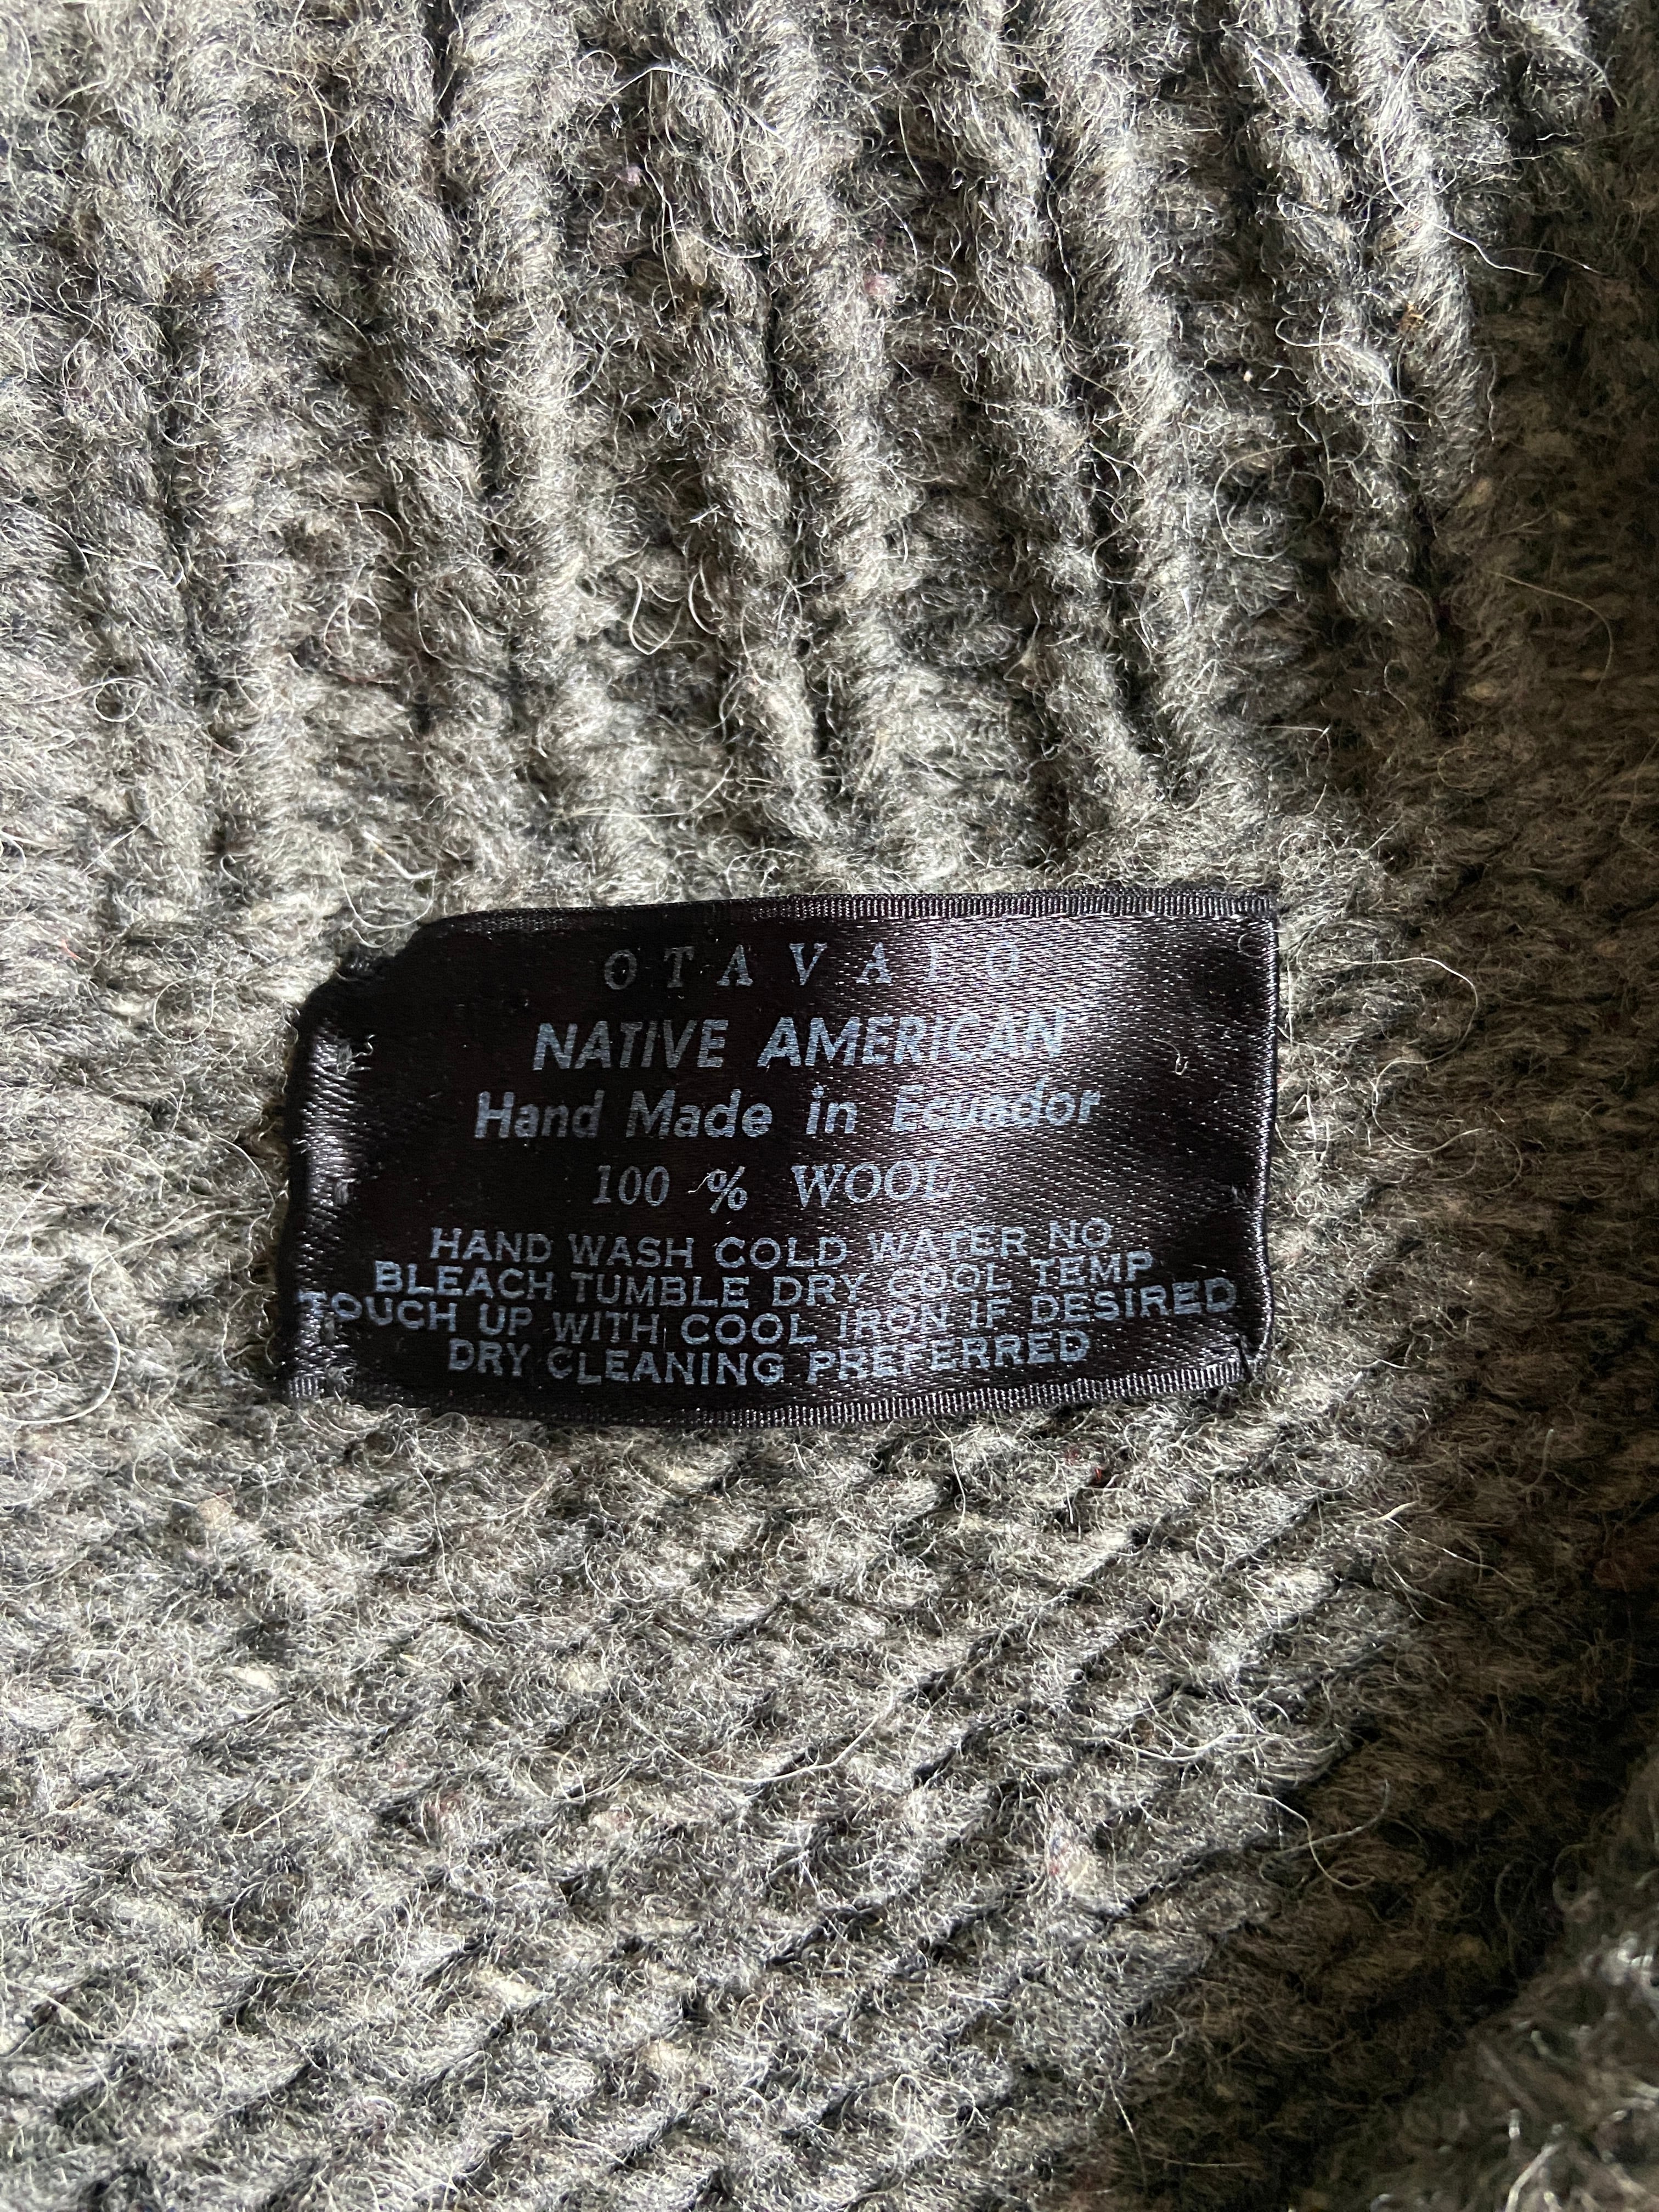 OTAVALO
NATIVE AMERICAN
Hand Made in Ecuador
100 % WOOL
HAND WASH COLD WATER NO
BLEACH TUMBLE DRY COOL TEMP
TOUCH UP WITH COOL IRON IF DESIRED
DRY CLEANING PREFERRED